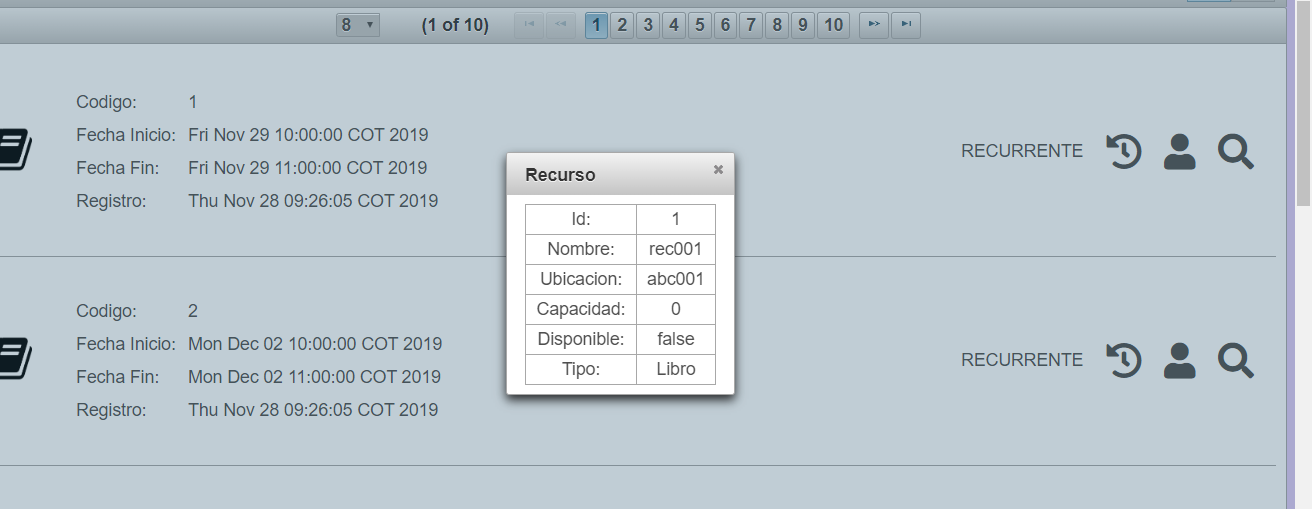 8 (1 of 10) 1 2 3 4 5 6 7 8 9 10
Codigo: 1
Fecha Inicio: Fri Nov 29 10:00:00 COT 2019
Fecha Fin: Fri Nov 29 11:00:00 COT 2019
Registro: Thu Nov 28 09:26:05 COT 2019
RECURRENTE
Recurso
Id: 1
Nombre: rec001
Ubicacion: abc001
Capacidad: 0
Disponible: false
Tipo: Libro
Codigo: 2
Fecha Inicio: Mon Dec 02 10:00:00 COT 2019
Fecha Fin: Mon Dec 02 11:00:00 COT 2019
Registro: Thu Nov 28 09:26:05 COT 2019
RECURRENTE